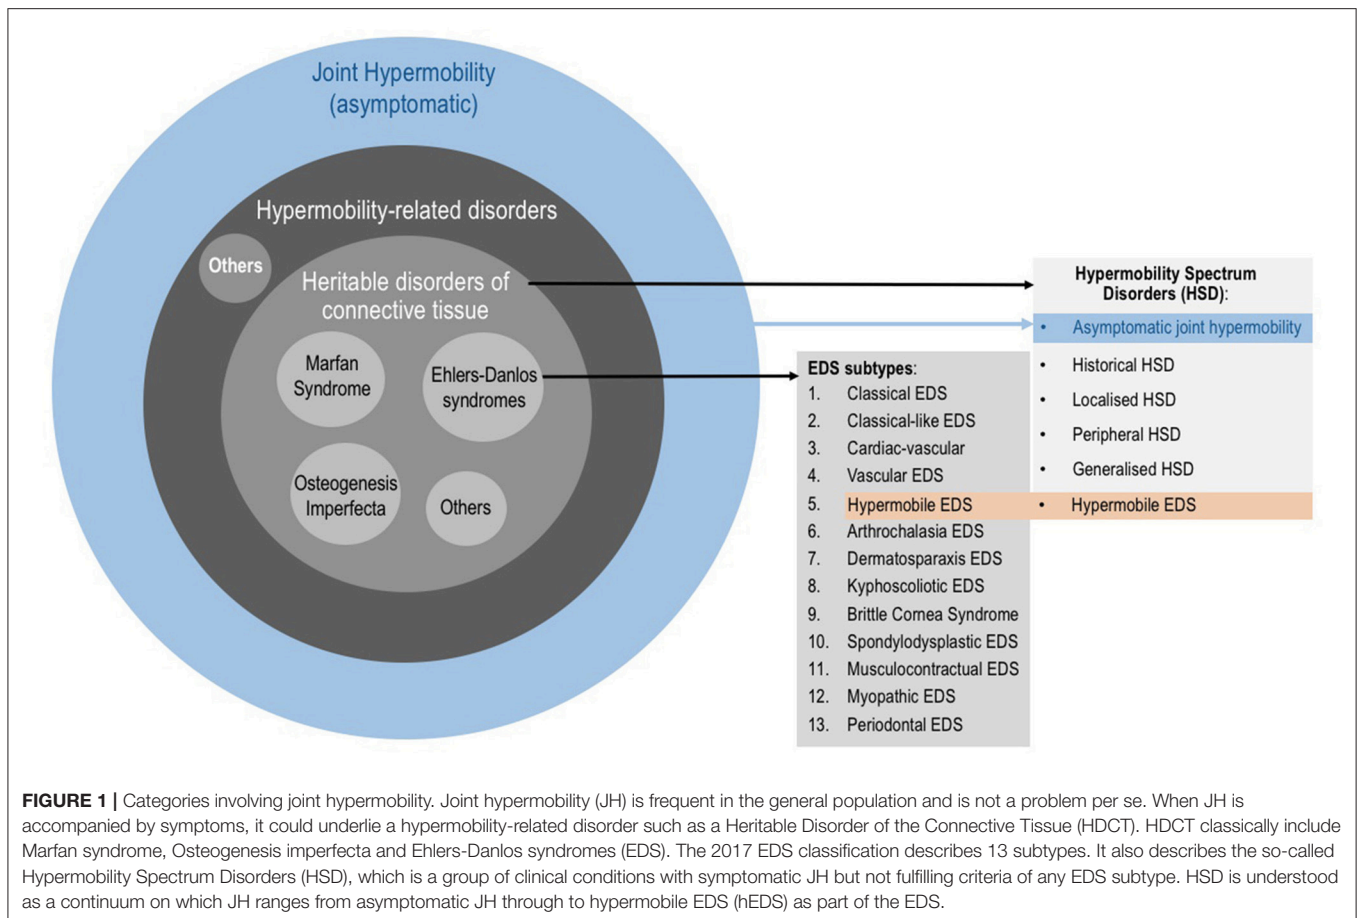 Joint Hypermobility
(asymptomatic)
Hypermobility-related disorders
Others
Heritable disorders of
connective tissue
Marfan
Syndrome
Ehlers-Danlos
syndromes
Osteogenesis
Imperfecta
Others
EDS subtypes:
1. Classical EDS
2. Classical-like EDS
3. Cardiac-vascular
4. Vascular EDS
5. Hypermobile EDS
6. Arthrochalasia EDS
7. Dermatosparaxis EDS
8. Kyphoscoliotic EDS
9. Brittle Cornea Syndrome
10. Spondylodysplastic EDS
11. Musculocontractual EDS
12. Myopathic EDS
13. Periodontal EDS
Hypermobility Spectrum
Disorders (HSD):
• Asymptomatic joint hypermobility
• Historical HSD
• Localised HSD
• Peripheral HSD
• Generalised HSD
• Hypermobile EDS
FIGURE 1 | Categories involving joint hypermobility. Joint hypermobility (JH) is frequent in the general population and is not a problem per se. When JH is
accompanied by symptoms, it could underlie a hypermobility-related disorder such as a Heritable Disorder of the Connective Tissue (HDCT). HDCT classically include
Marfan syndrome, Osteogenesis imperfecta and Ehlers-Danlos syndromes (EDS). The 2017 EDS classification describes 13 subtypes. It also describes the so-called
Hypermobility Spectrum Disorders (HSD), which is a group of clinical conditions with symptomatic JH but not fulfilling criteria of any EDS subtype. HSD is understood
as a continuum on which JH ranges from asymptomatic JH through to hypermobile EDS (hEDS) as part of the EDS.